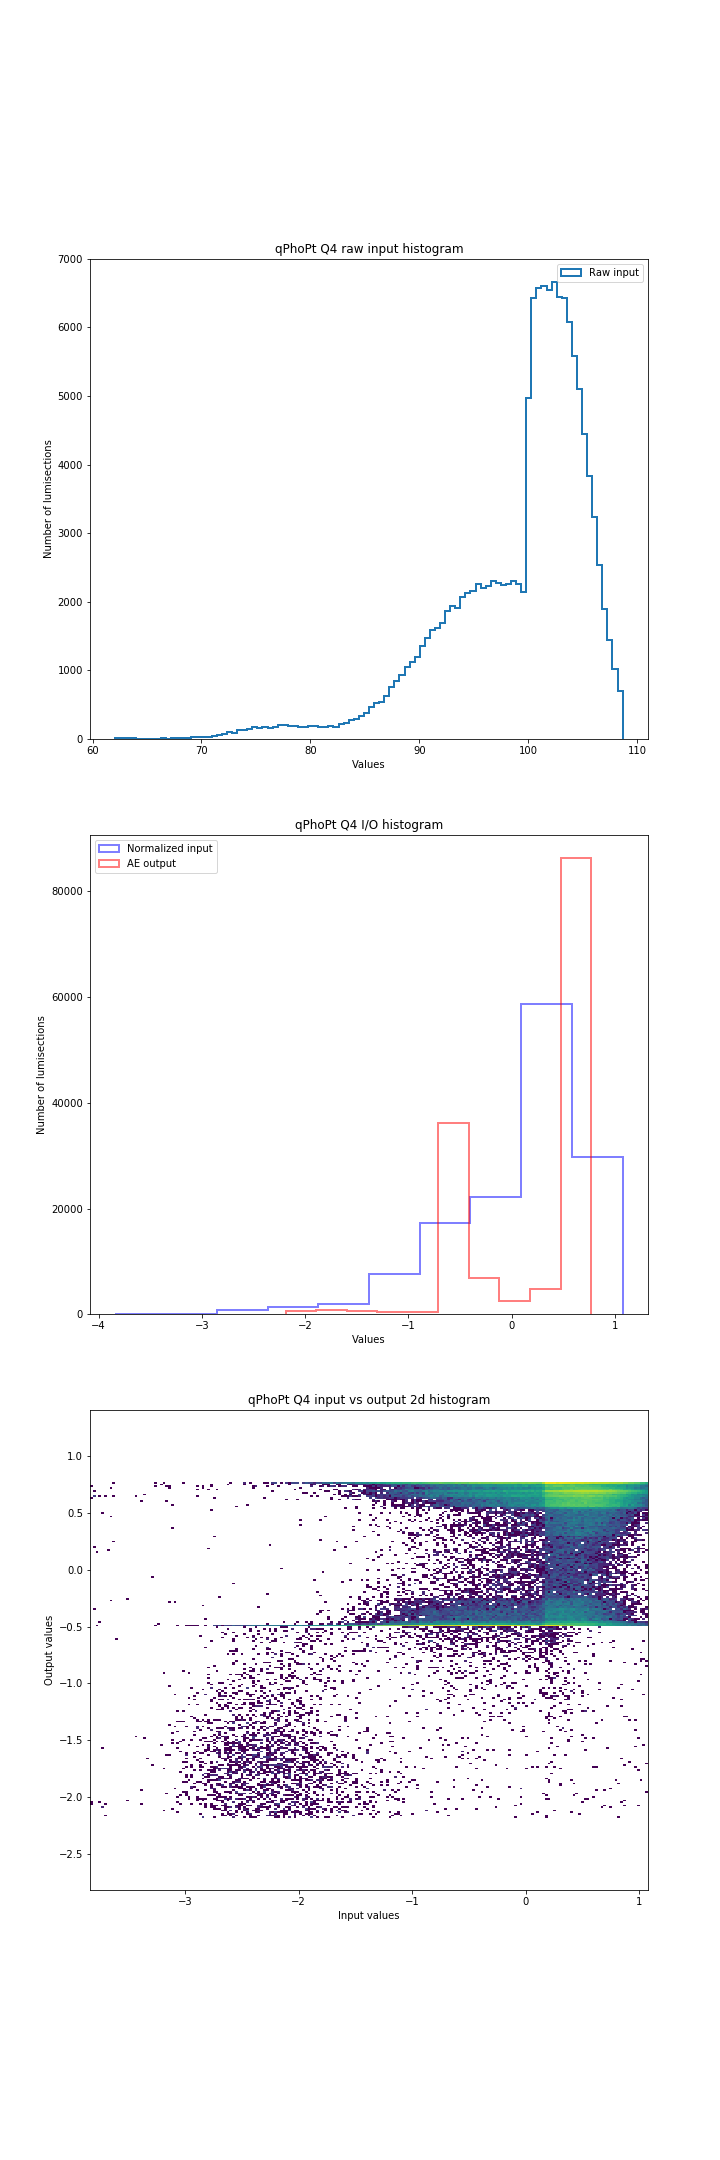 qPhoPt Q4 raw input histogram
7000
6000
5000
4000
3000
2000
1000
0
Number of lumisections
Raw input
60 70 80 90 100 110
Values
qPhoPt Q4 I/O histogram
Normalized input
AE output
80000
60000
40000
20000
0
Number of lumisections
−4 −3 −2 −1 0 1
Values
qPhoPt Q4 input vs output 2d histogram
1.0
0.5
0.0
−0.5
−1.0
−1.5
−2.0
−2.5
Output values
−3 −2 −1 0 1
Input values